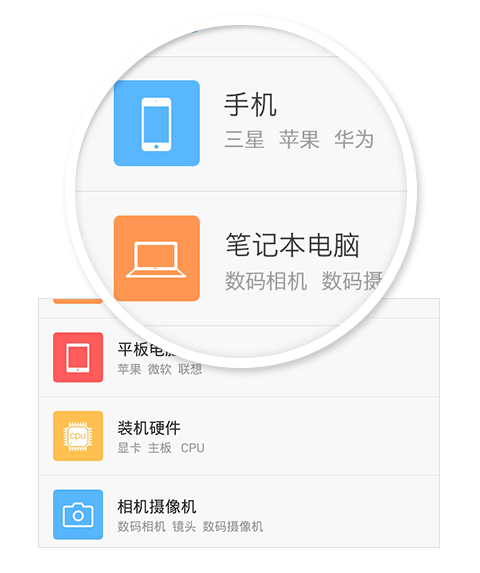 手机
三星 苹果 华为
笔记本电脑
数码相机 数码摄
平板电脑
苹果 微软 联想
装机硬件
cpu
显卡 主板 CPU
相机摄像机
数码相机 镜头 数码摄像机